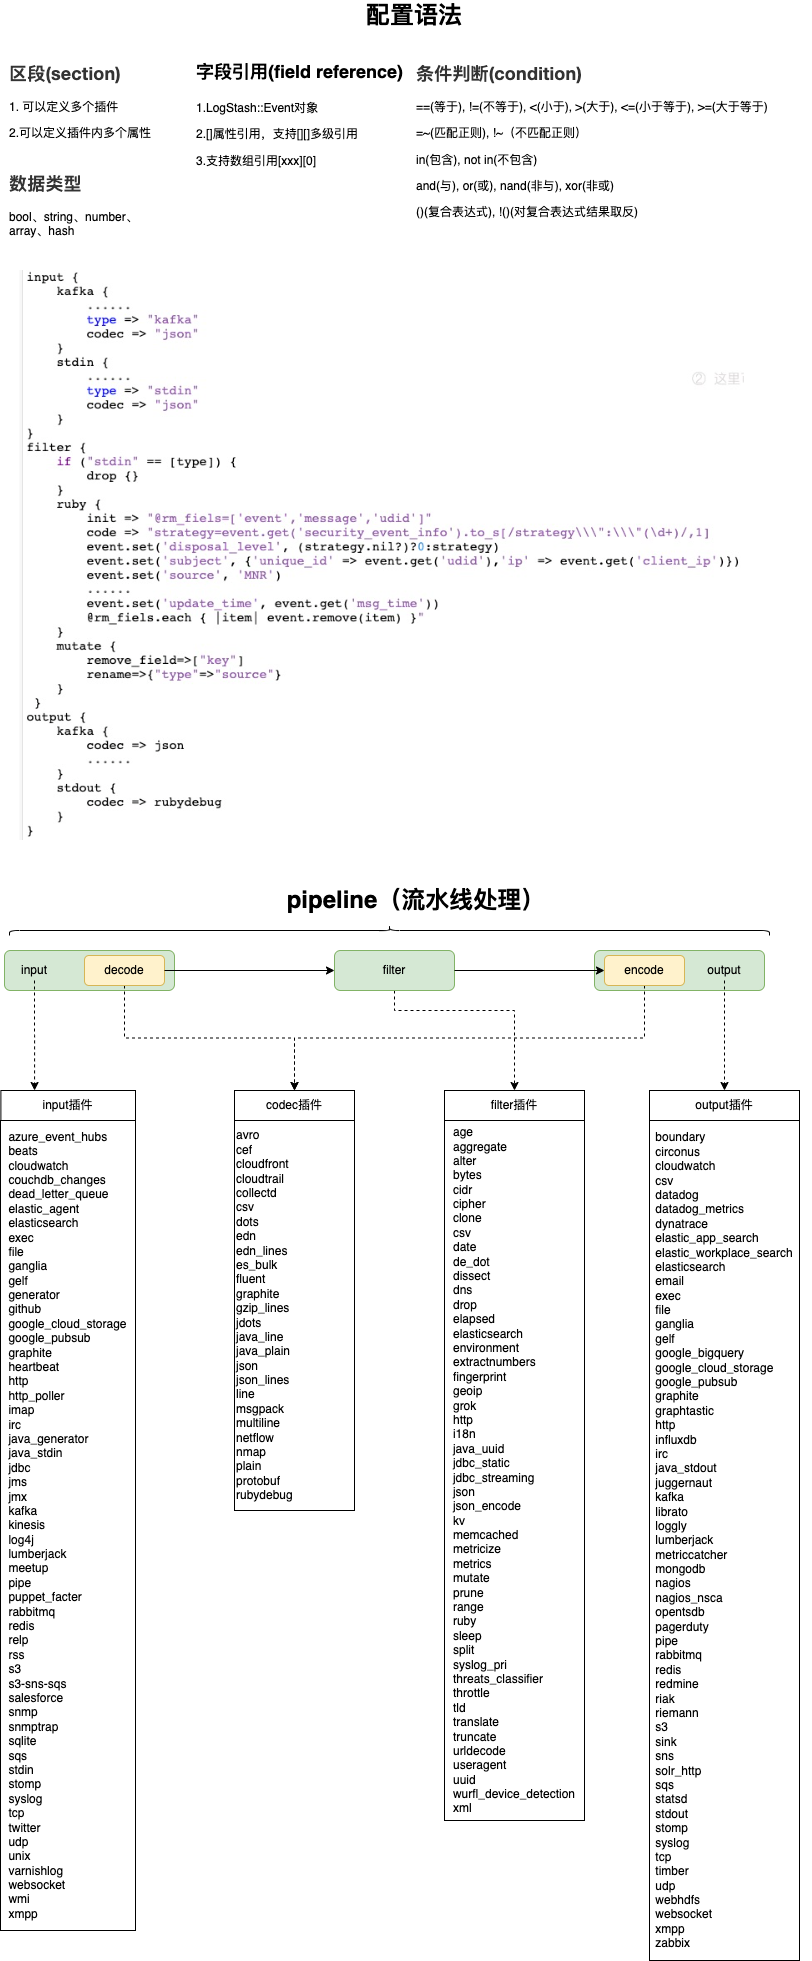 配置语法
区段(section)
1. 可以定义多个插件
2.可以定义插件内多个属性
数据类型
bool、string、number、
array、hash
字段引用(field reference)
1.LogStash::Event对象
2.[]属性引用，支持[][]多级引用
3.支持数组引用[xxx][0]
条件判断(condition)
==(等于), !=(不等于), <(小于), >(大于), <=(小于等于), >=(大于等于)
=~(匹配正则), !~（不匹配正则）
in(包含), not in(不包含)
and(与), or(或), nand(非与), xor(非或)
()(复合表达式), !()(对复合表达式结果取反)
input {
    kafka {
        ......
        type => "kafka"
        codec => "json"
    }
    stdin {
        ......
        type => "stdin"
        codec => "json"
    }
}
② 这里
filter {
    if ("stdin" == [type]) {
        drop {}
    }
    ruby {
        init => "@rm_fiels=['event','message','udid']"
        code => "strategy=event.get('security_event_info').to_s[/strategy\\\":\\\"(\d+)/,1]
        event.set('disposal_level', (strategy.nil?)?0:strategy)
        event.set('subject', {'unique_id' => event.get('udid'),'ip' => event.get('client_ip')})
        event.set('source', 'MNR')
        ......
        event.set('update_time', event.get('msg_time'))
        @rm_fiels.each { |item| event.remove(item) }"
    }
    mutate {
        remove_field=>["key"]
        rename=>{"type"=>"source"}
    }
 }
output {
    kafka {
        codec => json
        ......
    }
    stdout {
        codec => rubydebug
    }
}
pipeline（流水线处理）
input
decode
filter
encode
output
input插件
azure_event_hubs
beats
cloudwatch
couchdb_changes
dead_letter_queue
elastic_agent
elasticsearch
exec
file
ganglia
gelf
generator
github
google_cloud_storage
google_pubsub
graphite
heartbeat
http
http_poller
imap
irc
java_generator
java_stdin
jdbc
jms
jmx
kafka
kinesis
log4j
lumberjack
meetup
pipe
puppet_facter
rabbitmq
redis
relp
rss
s3
s3-sns-sqs
salesforce
snmp
snmptrap
sqlite
sqs
stdin
stomp
syslog
tcp
twitter
udp
unix
varnishlog
websocket
wmi
xmpp
codec插件
avro
cef
cloudfront
cloudtrail
collectd
csv
dots
edn
edn_lines
es_bulk
fluent
graphite
gzip_lines
jdots
java_line
java_plain
json
json_lines
line
msgpack
multiline
netflow
nmap
plain
protobuf
rubydebug
filter插件
age
aggregate
alter
bytes
cidr
cipher
clone
csv
date
de_dot
dissect
dns
drop
elapsed
elasticsearch
environment
extractnumbers
fingerprint
geoip
grok
http
i18n
java_uuid
jdbc_static
jdbc_streaming
json
json_encode
kv
memcached
metricize
metrics
mutate
prune
range
ruby
sleep
split
syslog_pri
threats_classifier
throttle
tld
translate
truncate
urldecode
useragent
uuid
wurfl_device_detection
xml
output插件
boundary
circonus
cloudwatch
csv
datadog
datadog_metrics
dynatrace
elastic_app_search
elastic_workplace_search
elasticsearch
email
exec
file
ganglia
gelf
google_bigquery
google_cloud_storage
google_pubsub
graphite
graphtastic
http
influxdb
irc
java_stdout
juggernaut
kafka
librato
loggly
lumberjack
metriccatcher
mongodb
nagios
nagios_nsca
opentsdb
pagerduty
pipe
rabbitmq
redis
redmine
riak
riemann
s3
sink
sns
solr_http
sqs
statsd
stdout
stomp
syslog
tcp
timber
udp
webhdfs
websocket
xmpp
zabbix